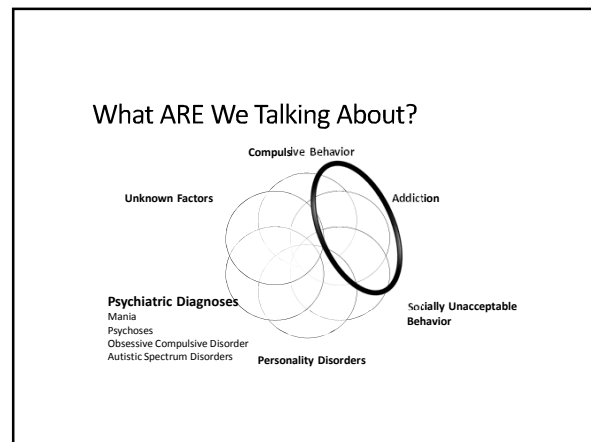 What ARE We Talking About?
Compulsive Behavior
Unknown Factors
Addiction
Psychiatric Diagnoses
Mania
Psychoses
Obsessive Compulsive Disorder
Autistic Spectrum Disorders
Socially Unacceptable
Behavior
Personality Disorders